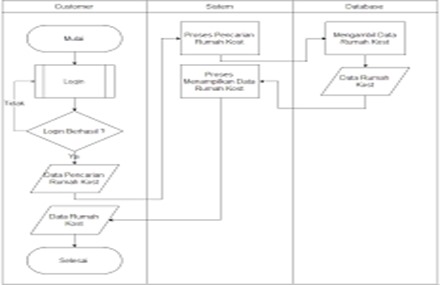 Customer
Sistem
Database
Mulai
Login
Tidak
Login Berhasil ?
Ya
Data Pencarian
Rumah Kost
Data Rumah
Kost
Selesai
Proses Pencarian
Rumah Kost
Proses
Menampilkan Data
Rumah Kost
Mengambil Data
Rumah Kost
Data Rumah
Kost